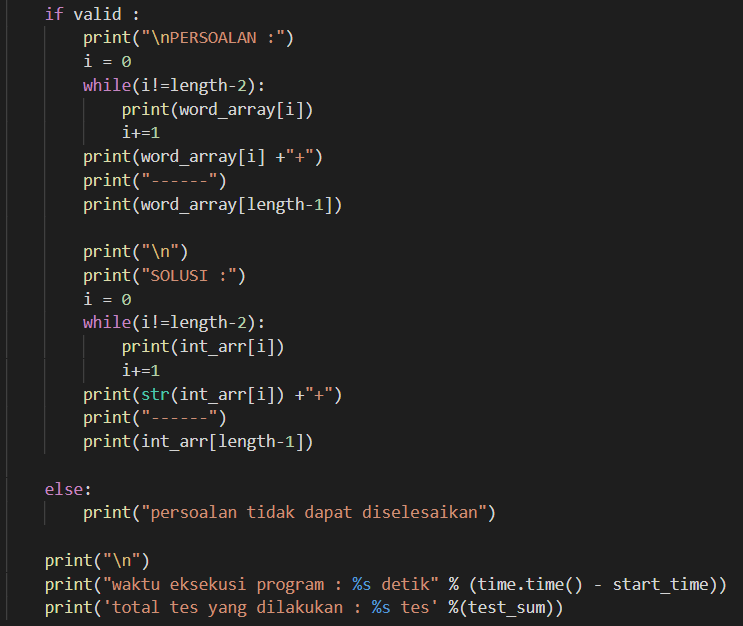 if valid :
print("\nPERSOALAN :")
i = 0
while(i!=length-2):
print(word_array[i])
i+=1
print(word_array[i] +"+")
print("------")
print(word_array[length-1])
print("\n")
print("SOLUSI :")
i = 0
while(i!=length-2):
print(int_arr[i])
i+=1
print(str(int_arr[i]) +"+")
print("------")
print(int_arr[length-1])
else:
print("persoalan tidak dapat diselesaikan")
print("\n")
print("waktu eksekusi program : %s detik" % (time.time() - start_time))
print('total tes yang dilakukan : %s tes' %(test_sum))